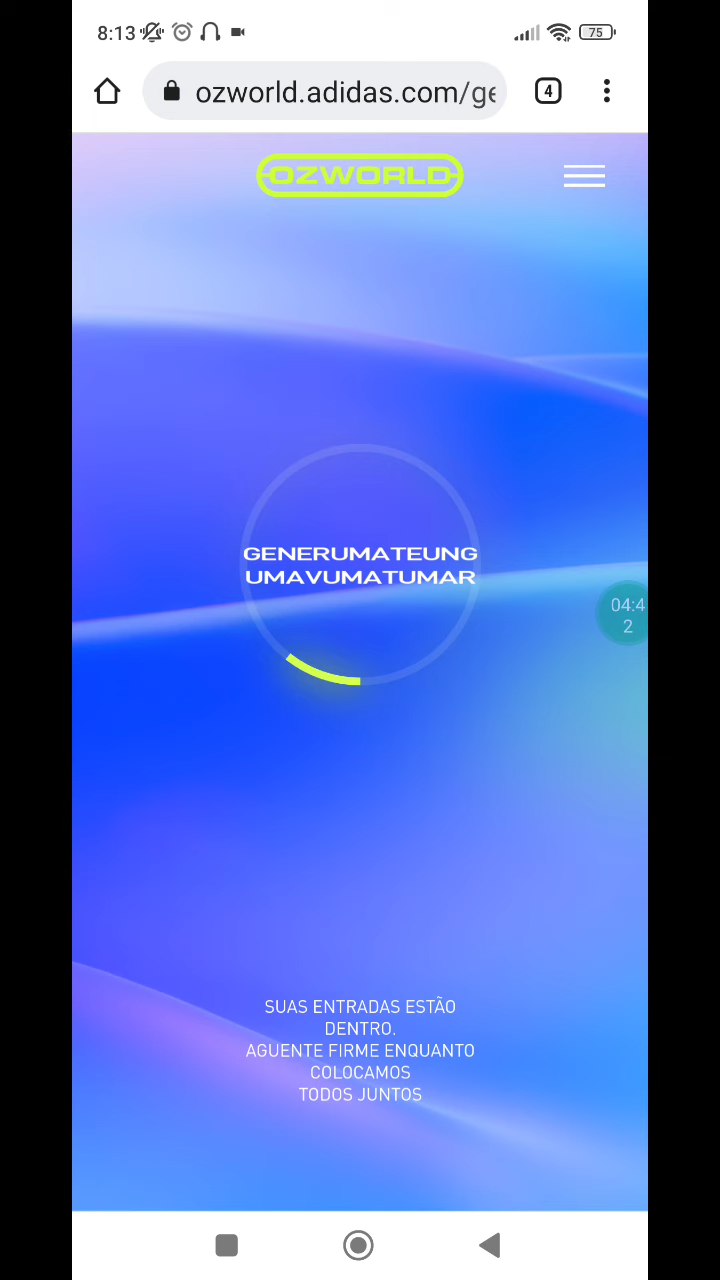 8:13
75
ozworld.adidas.com/ge
4
OZWORLD
GENERUMATEUNG
UMAVUMATUMAR
04:4
2
SUAS ENTRADAS ESTÃO
DENTRO.
AGUENTE FIRME ENQUANTO
COLOCAMOS
TODOS JUNTOS